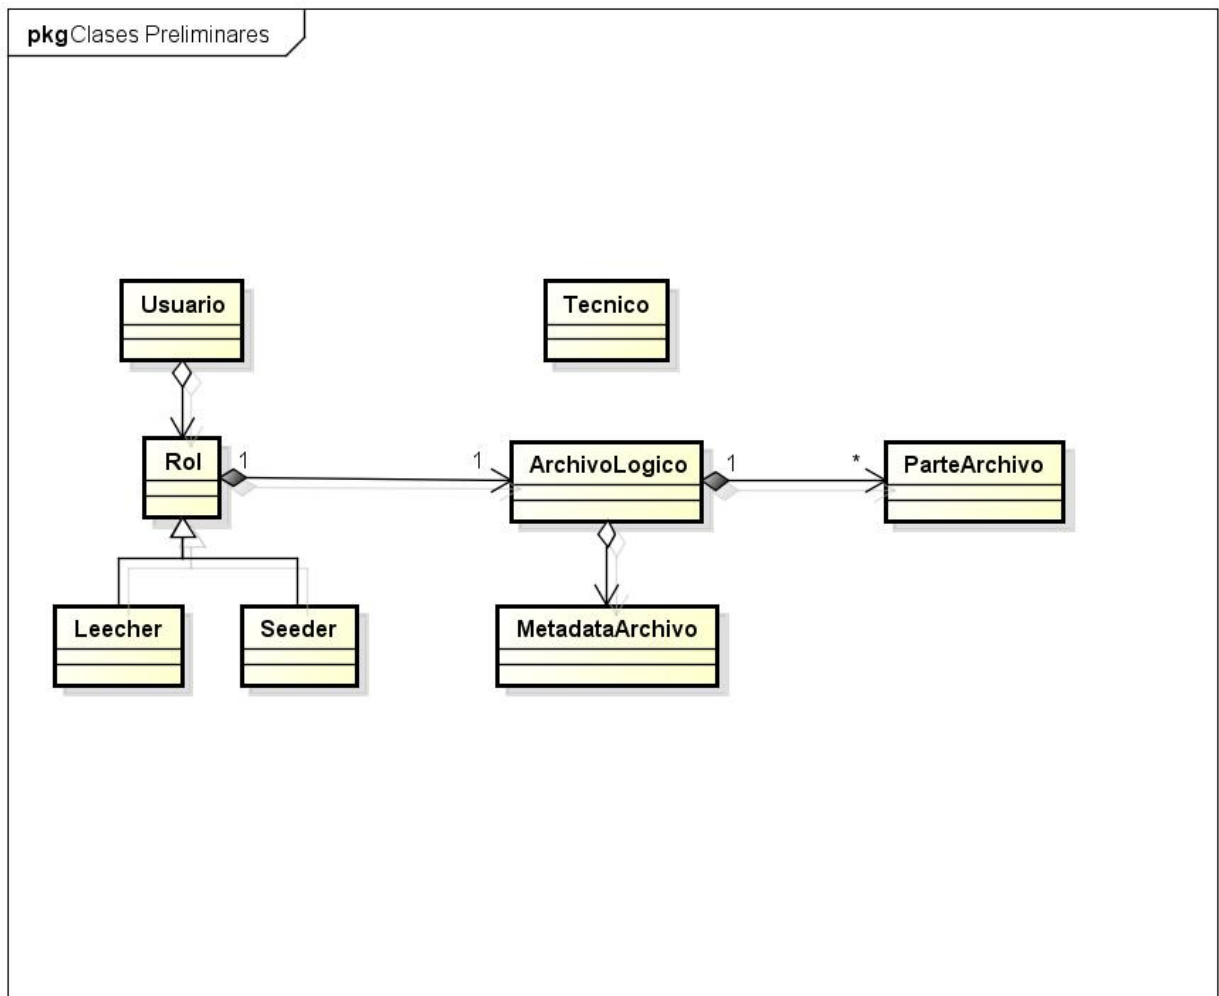 pkg Clases Preliminares
Usuario
Tecnico
Rol
1
1
ArchivoLogico
1
*
ParteArchivo
Leecher
Seeder
MetadataArchivo